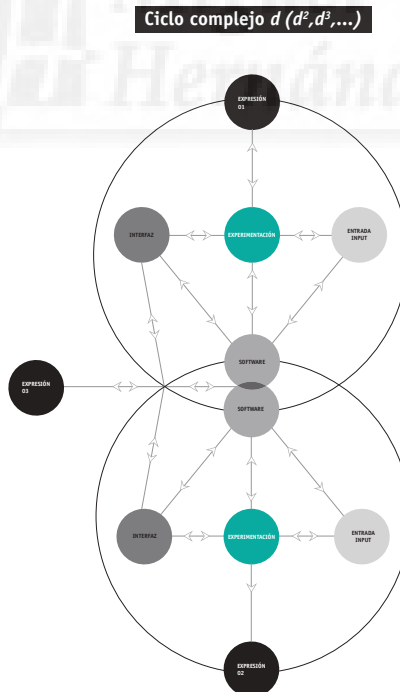 Ciclo complejo d (d²,d³,...)
Hernánd
EXPRESIÓN
01
INTERFAZ
EXPERIMENTACIÓN
ENTRADA
INPUT
SOFTWARE
EXPRESIÓN
03
SOFTWARE
INTERFAZ
EXPERIMENTACIÓN
ENTRADA
INPUT
EXPRESIÓN
02